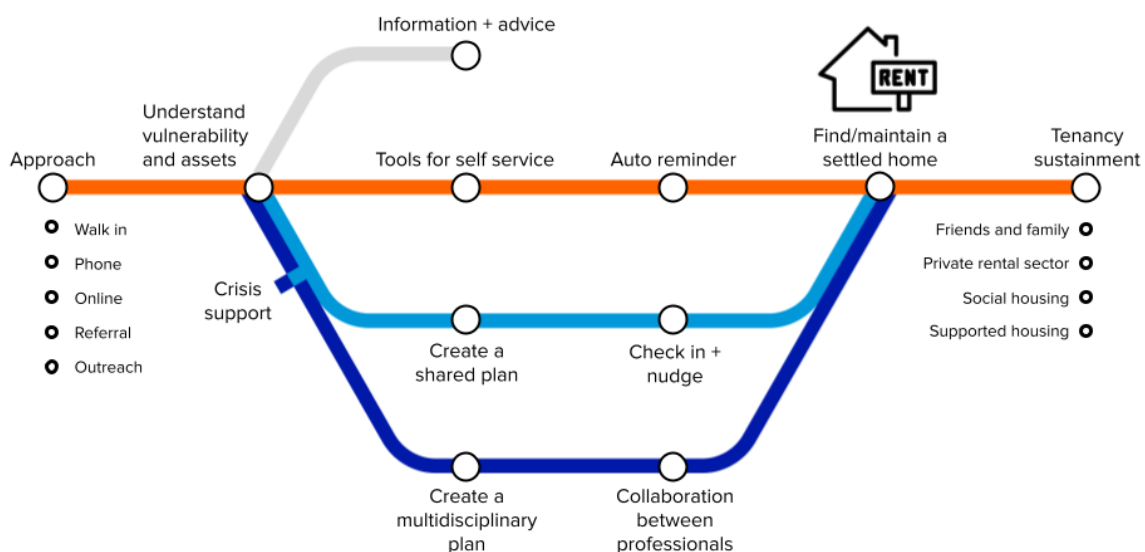 Information + advice
RENT
Understand
vulnerability
and assets
Approach
Tools for self service
Auto reminder
Find/maintain a
settled home
Tenancy
sustainment
Walk in
Phone
Online
Referral
Outreach
Crisis
support
Friends and family
Private rental sector
Social housing
Supported housing
Create a
shared plan
Check in +
nudge
Create a
multidisciplinary
plan
Collaboration
between
professionals